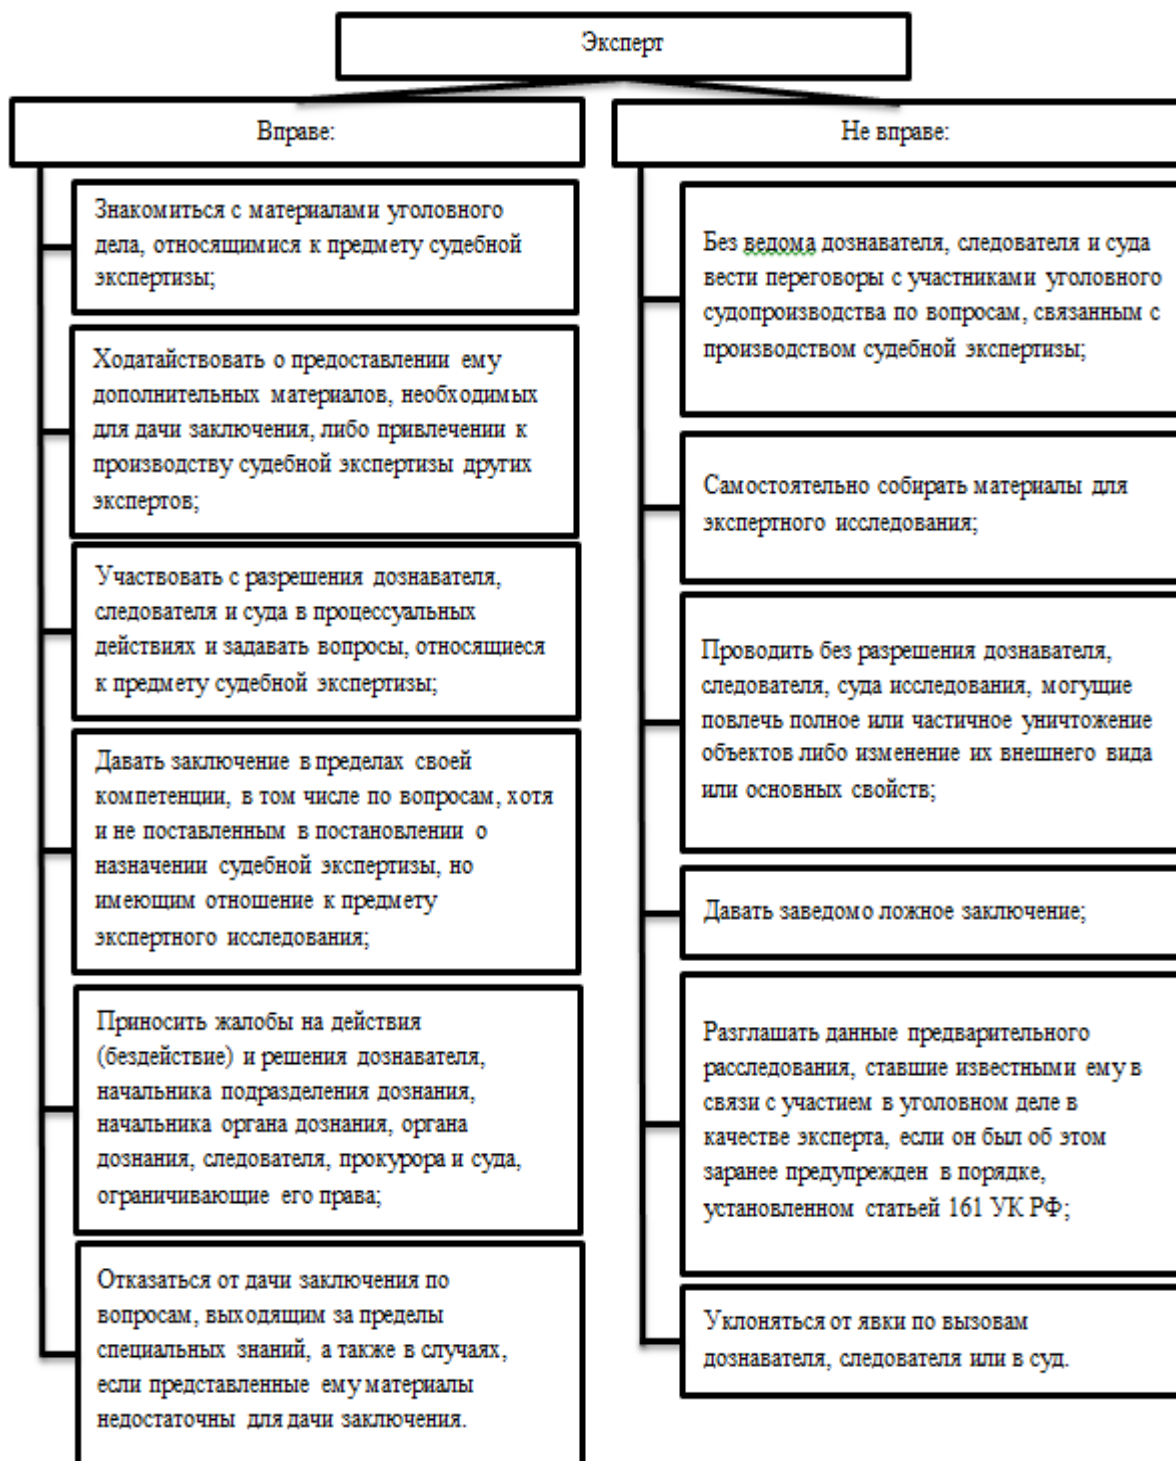 Эксперт
Вправе:
Знакомиться с материалами уголовного
дела, относящимися к предмету судебной
экспертизы;
Ходатайствовать о предоставлении ему
дополнительных материалов, необходимых
для дачи заключения, либо привлечении к
производству судебной экспертизы других
экспертов;
Участвовать с разрешения дознавателя,
следователя и суда в процессуальных
действиях и задавать вопросы, относящиеся
к предмету судебной экспертизы;
Давать заключение в пределах своей
компетенции, в том числе по вопросам, хотя
и не поставленным в постановлении о
назначении судебной экспертизы, но
имеющим отношение к предмету
экспертного исследования;
Приносить жалобы на действия
(бездействие) и решения дознавателя,
начальника подразделения дознания,
начальника органа дознания, органа
дознания, следователя, прокурора и суда,
ограничивающие его права;
Отказаться от дачи заключения по
вопросам, выходящим за пределы
специальных знаний, а также в случаях,
если представленные ему материалы
недостаточны для дачи заключения.
Не вправе:
Без ведома дознавателя, следователя и суда
вести переговоры с участниками уголовного
судопроизводства по вопросам, связанным с
производством судебной экспертизы;
Самостоятельно собирать материалы для
экспертного исследования;
Проводить без разрешения дознавателя,
следователя, суда исследования, могущие
повлечь полное или частичное уничтожение
объектов либо изменение их внешнего вида
или основных свойств;
Давать заведомо ложное заключение;
Разглашать данные предварительного
расследования, ставшие известными ему в
связи с участием в уголовном деле в
качестве эксперта, если он был об этом
заранее предупрежден в порядке,
установленном статьей 161 УК РФ;
Уклоняться от явки по вызовам
дознавателя, следователя или в суд.